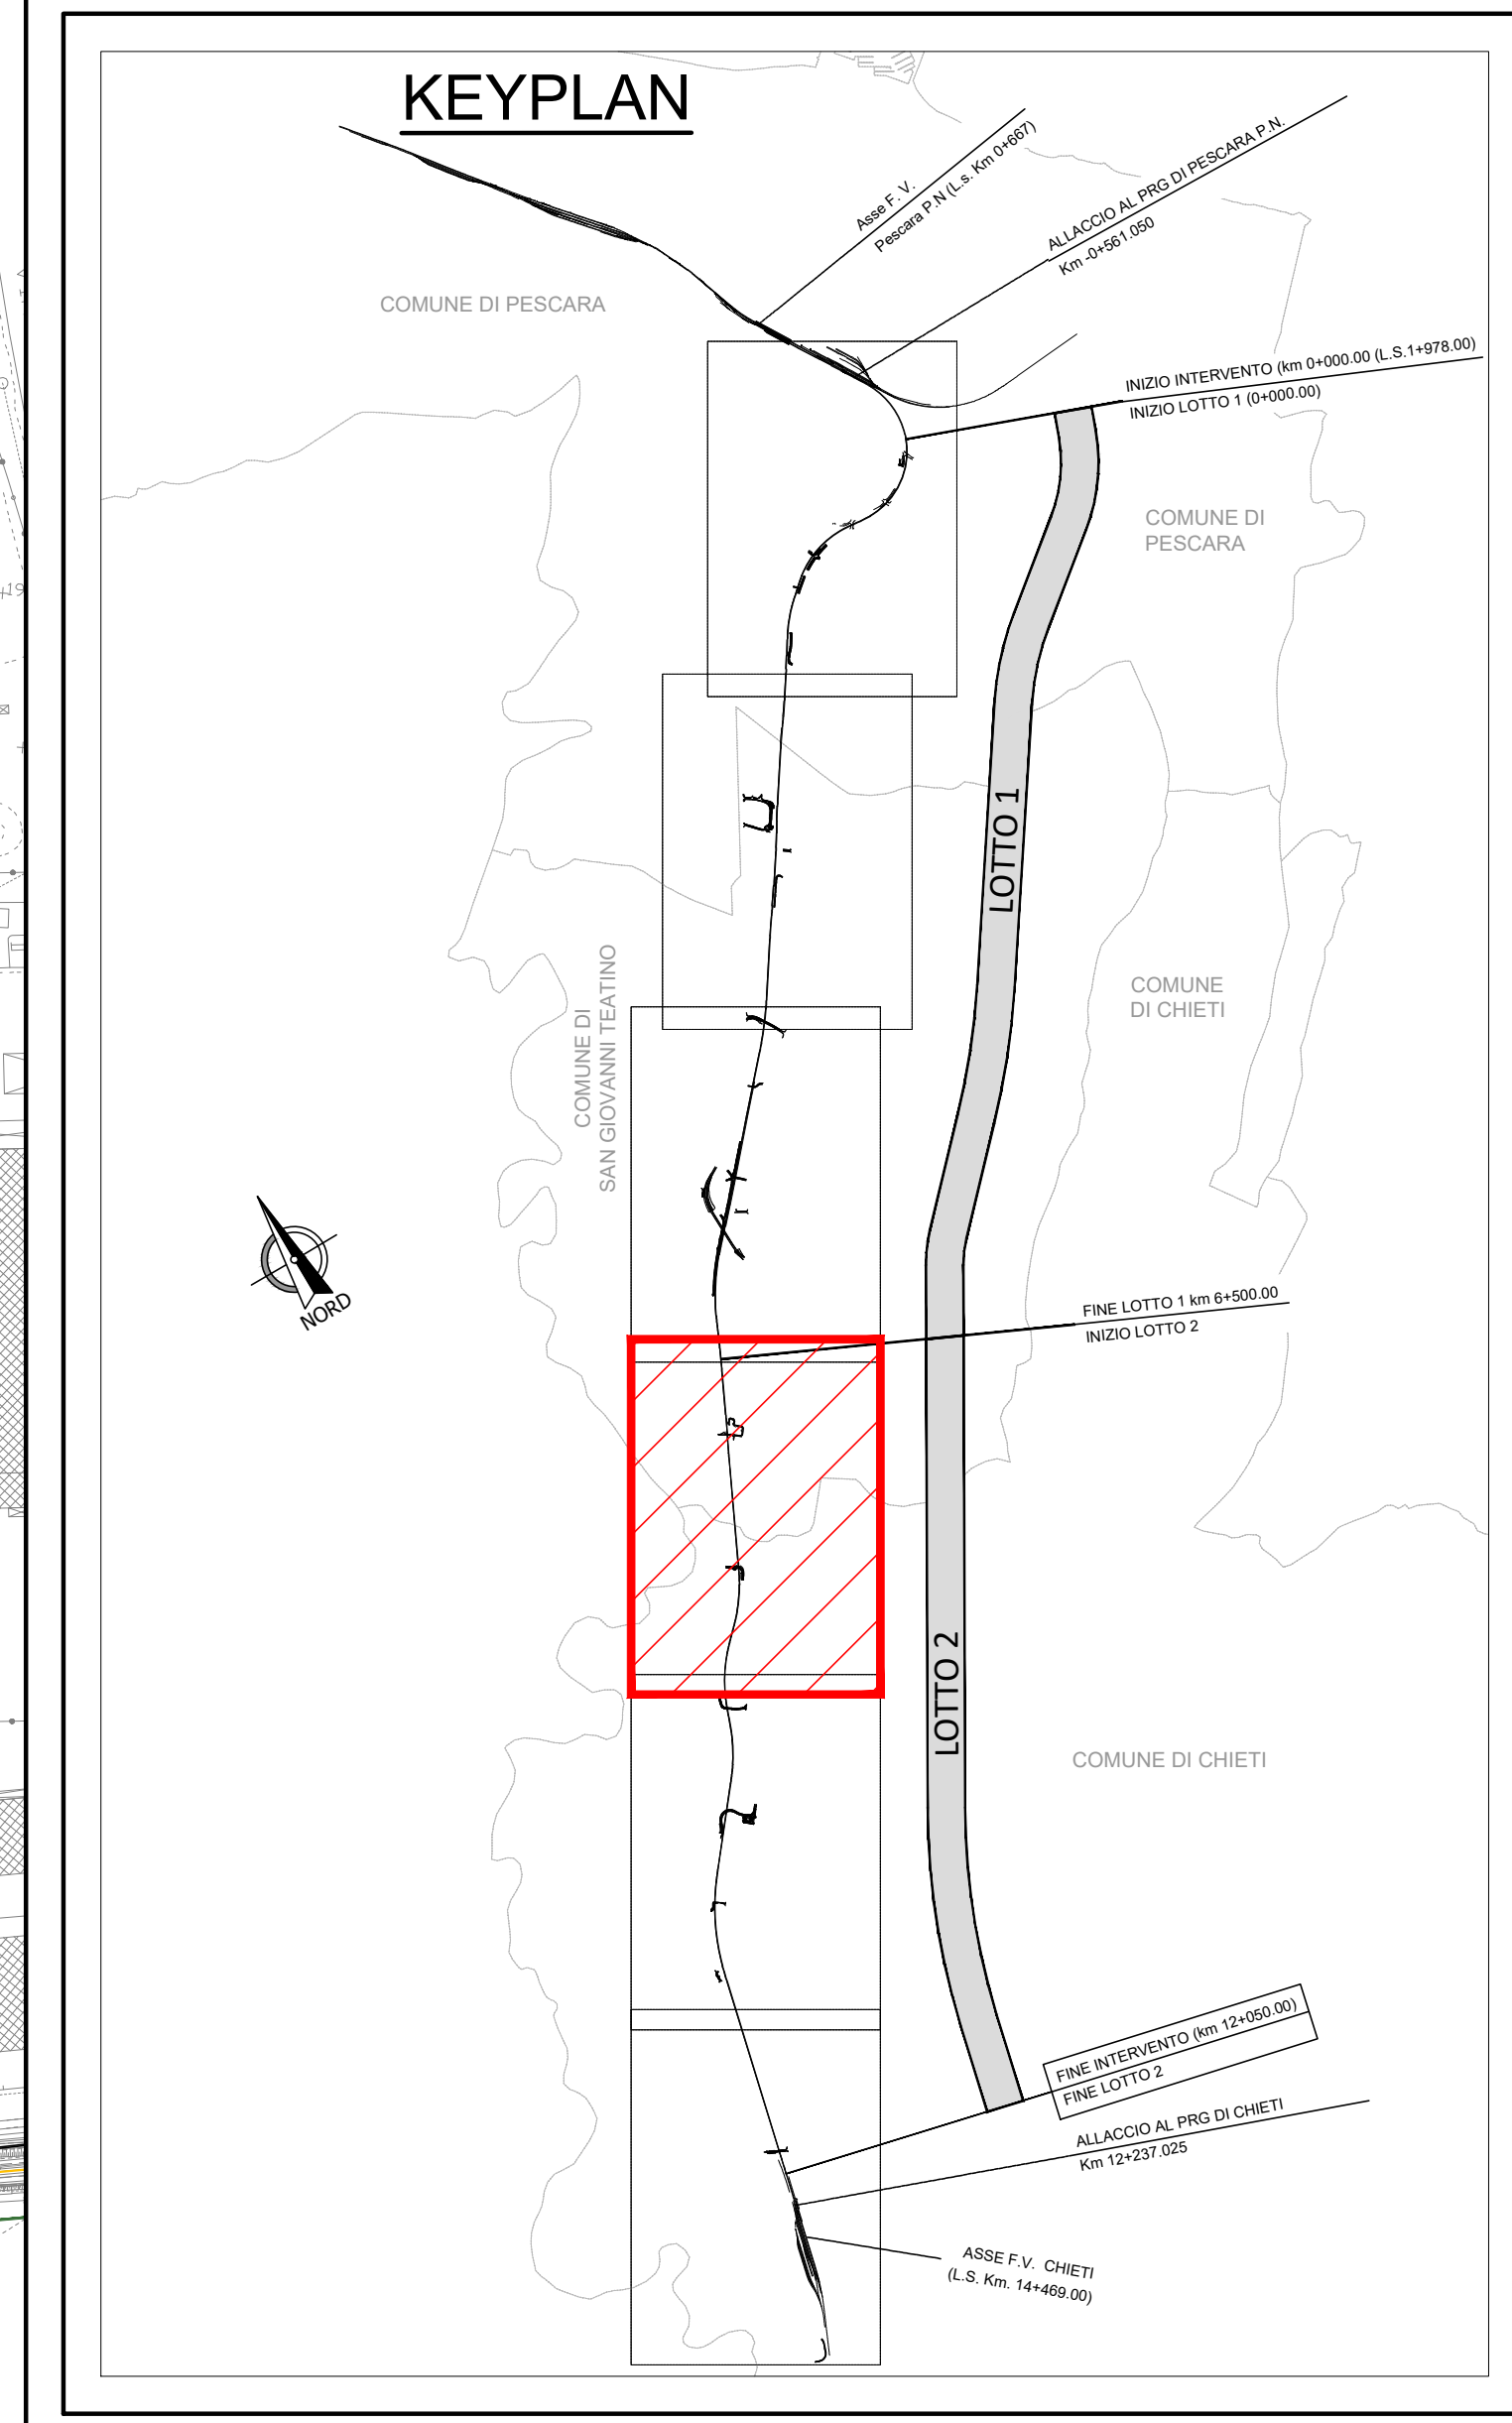 KEYPLAN
Asse F. V.
Pescara P.N (L.s. Km 0+667)
ALLACCIO AL PRG DI PESCARA P.N.
Km -0+561.050
COMUNE DI PESCARA
INIZIO INTERVENTO (km 0+000.00 (L.S.1+978.00)
INIZIO LOTTO 1 (0+000.00)
COMUNE DI
PESCARA
LOTTO 1
COMUNE DI
SAN GIOVANNI TEATINO
COMUNE
DI CHIETI
NORD
FINE LOTTO 1 km 6+500.00
INIZIO LOTTO 2
LOTTO 2
COMUNE DI CHIETI
FINE INTERVENTO (km 12+050.00)
FINE LOTTO 2
ALLACCIO AL PRG DI CHIETI
Km 12+237.025
ASSE F.V. CHIETI
(L.S. Km. 14+469.00)